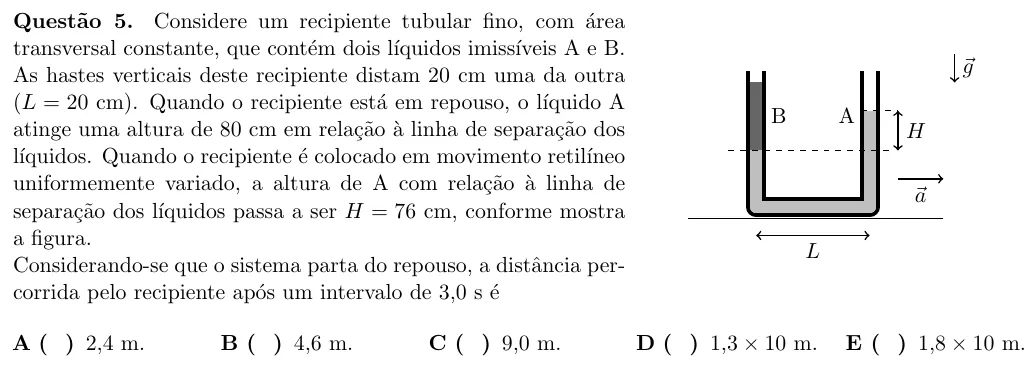 Questão 5. Considere um recipiente tubular fino, com área
transversal constante, que contém dois líquidos imissíveis A e B.
As hastes verticais deste recipiente distam 20 cm uma da outra
(L = 20 cm). Quando o recipiente está em repouso, o líquido A
atinge uma altura de 80 cm em relação à linha de separação dos
líquidos. Quando o recipiente é colocado em movimento retilíneo
uniformemente variado, a altura de A com relação à linha de
separação dos líquidos passa a ser H = 76 cm, conforme mostra
a figura.
Considerando-se que o sistema parta do repouso, a distância per-
corrida pelo recipiente após um intervalo de 3,0 s é
B A H
g⃗
a⃗
L
A ( ) 2,4 m. B ( ) 4,6 m. C ( ) 9,0 m. D ( ) 1,3 × 10 m. E ( ) 1,8 × 10 m.